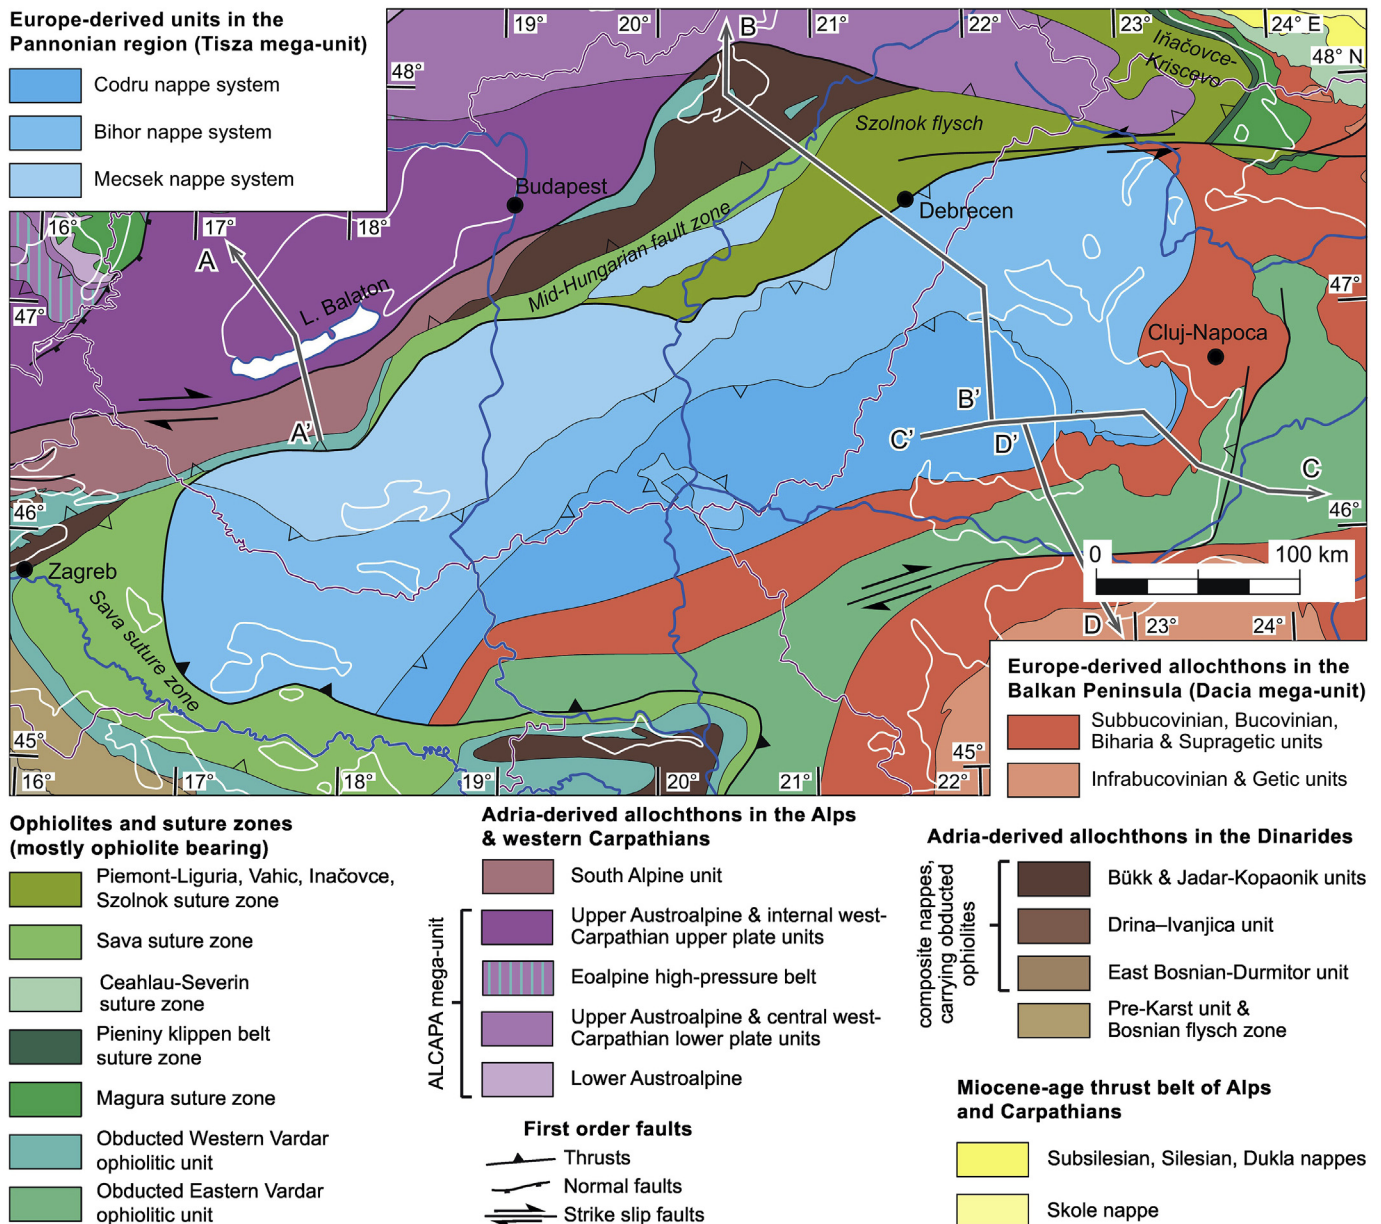 Europe-derived units in the
Pannonian region (Tisza mega-unit)
Codru nappe system
Bihor nappe system
Mecsek nappe system
19°
20°
B
21°
22°
23°
24° E
48°
48° N
Iňačovce-
Kriscevo
Szolnok flysch
Budapest
Debrecen
16°
17°
18°
A
Mid-Hungarian fault zone
L. Balaton
47°
47°
Cluj-Napoca
A'
B'
C'
D'
C
46°
46°
Zagreb
Sava suture zone
0
100 km
D
23°
24°
45°
45°
16°
17°
18°
19°
20°
21°
22°
Europe-derived allochthons in the
Balkan Peninsula (Dacia mega-unit)
Subbucovinian, Bucovinian,
Biharia & Supragetic units
Infrabucovinian & Getic units
Ophiolites and suture zones
(mostly ophiolite bearing)
Piemont-Liguria, Vahic, Inačovce,
Szolnok suture zone
Sava suture zone
Ceahlau-Severin
suture zone
Pieniny klippen belt
suture zone
Magura suture zone
Obducted Western Vardar
ophiolitic unit
Obducted Eastern Vardar
ophiolitic unit
Adria-derived allochthons in the Alps
& western Carpathians
South Alpine unit
ALCAPA mega-unit
Upper Austroalpine & internal west-
Carpathian upper plate units
Eoalpine high-pressure belt
Upper Austroalpine & central west-
Carpathian lower plate units
Lower Austroalpine
First order faults
Thrusts
Normal faults
Strike slip faults
Adria-derived allochthons in the Dinarides
composite nappes,
carrying obducted
ophiolites
Bükk & Jadar-Kopaonik units
Drina–Ivanjica unit
East Bosnian-Durmitor unit
Pre-Karst unit &
Bosnian flysch zone
Miocene-age thrust belt of Alps
and Carpathians
Subsilesian, Silesian, Dukla nappes
Skole nappe